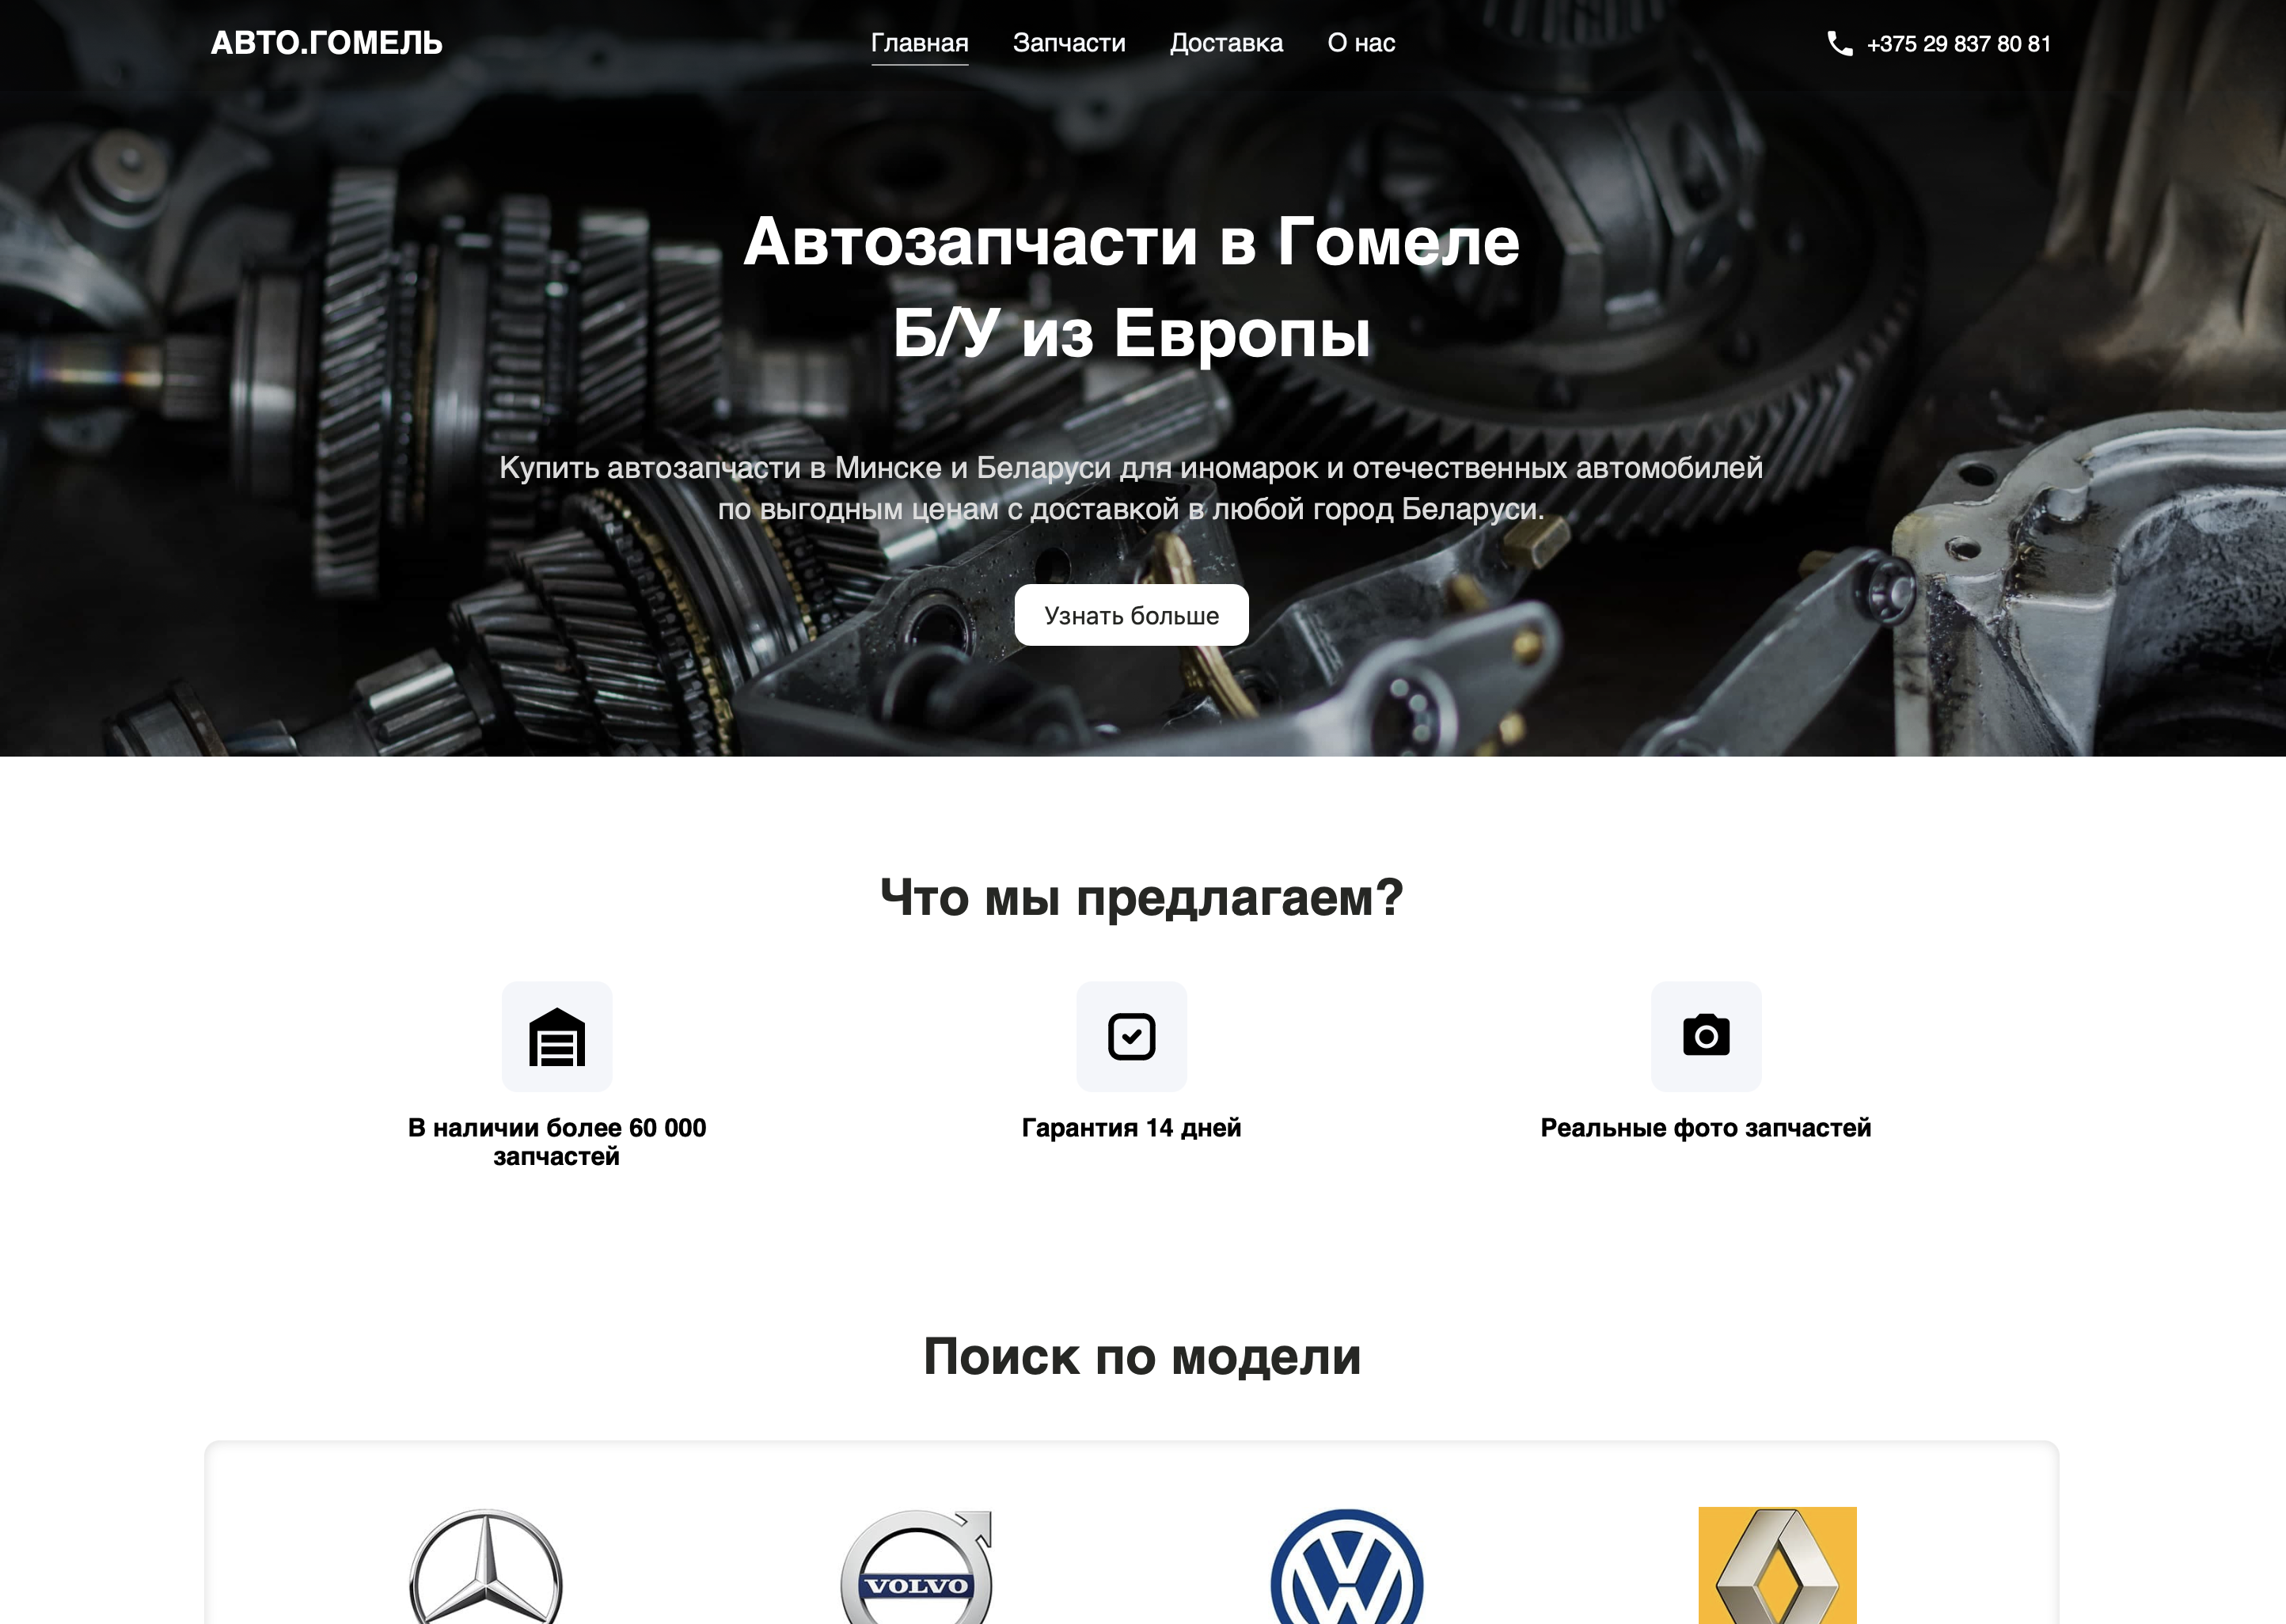 АВТО.ГОМЕЛЬ
Главная Запчасти Доставка О нас
+375 29 837 80 81
Автозапчасти в Гомеле
Б/У из Европы
Купить автозапчасти в Минске и Беларуси для иномарок и отечественных автомобилей
по выгодным ценам с доставкой в любой город Беларуси.
Узнать больше
Что мы предлагаем?
В наличии более 60 000
запчастей
Гарантия 14 дней
Реальные фото запчастей
Поиск по модели
VOLVO